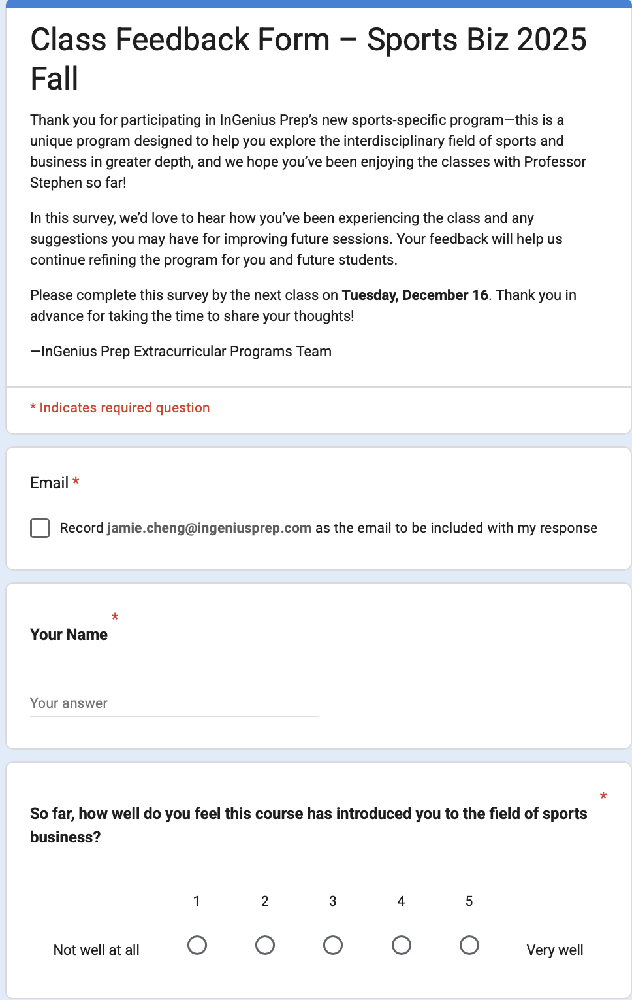 Class Feedback Form – Sports Biz 2025
Fall
Thank you for participating in InGenius Prep’s new sports-specific program—this is a
unique program designed to help you explore the interdisciplinary field of sports and
business in greater depth, and we hope you’ve been enjoying the classes with Professor
Stephen so far!
In this survey, we’d love to hear how you’ve been experiencing the class and any
suggestions you may have for improving future sessions. Your feedback will help us
continue refining the program for you and future students.
Please complete this survey by the next class on Tuesday, December 16. Thank you in
advance for taking the time to share your thoughts!
—InGenius Prep Extracurricular Programs Team
* Indicates required question
Email *
Record jamie.cheng@ingeniusprep.com as the email to be included with my response
Your Name *
Your answer
So far, how well do you feel this course has introduced you to the field of sports *
business?
1 2 3 4 5
Not well at all Very well